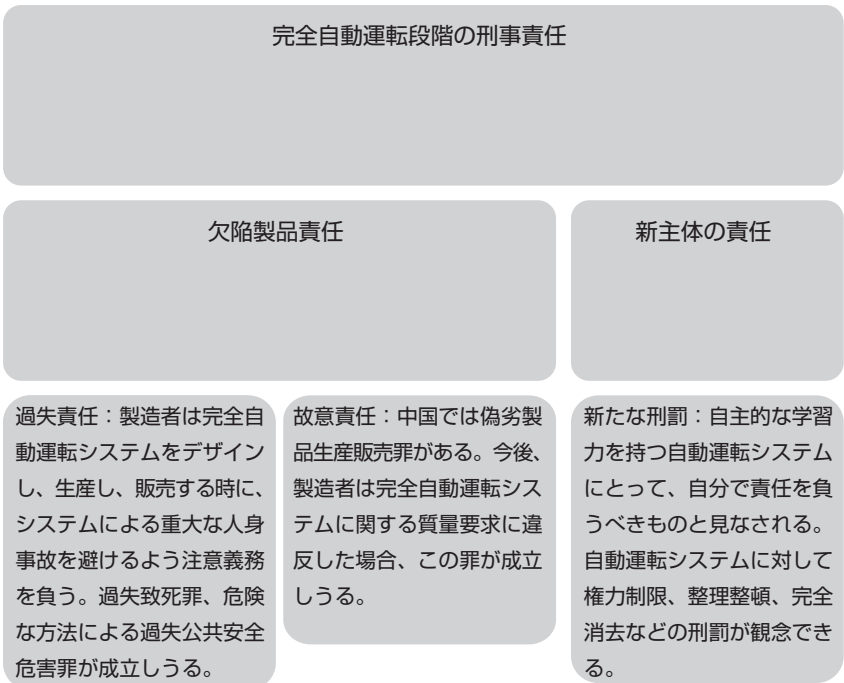 完全自動運転段階の刑事責任
欠陥製品責任
新主体の責任
過失責任：製造者は完全自
動運転システムをデザイン
し、生産し、販売する時に、
システムによる重大な人身
事故を避けるよう注意義務
を負う。過失致死罪、危険
な方法による過失公共安全
危害罪が成立しうる。
故意責任：中国では偽劣製
品生産販売罪がある。今後、
製造者は完全自動運転シス
テムに関する質量要求に違
反した場合、この罪が成立
しうる。
新たな刑罰：自主的な学習
力を持つ自動運転システム
にとって、自分で責任を負
うべきものと見なされる。
自動運転システムに対して
権力制限、整理整頓、完全
消去などの刑罰が観念でき
る。